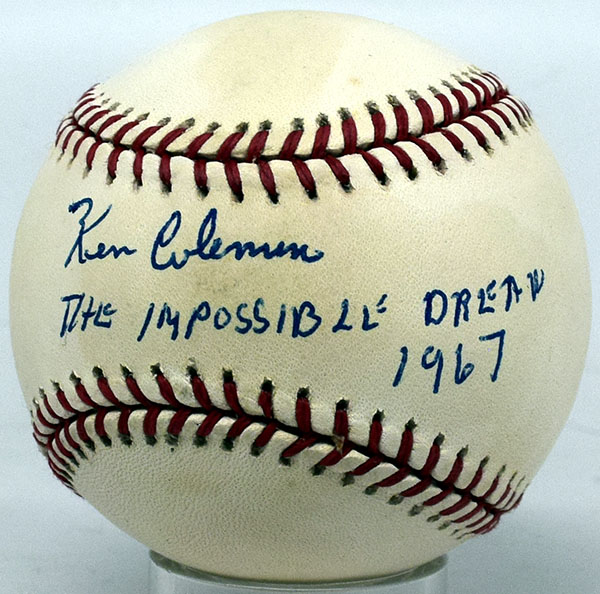 Ken Coleman
THE IMPOSSIBLE DREAM
1967